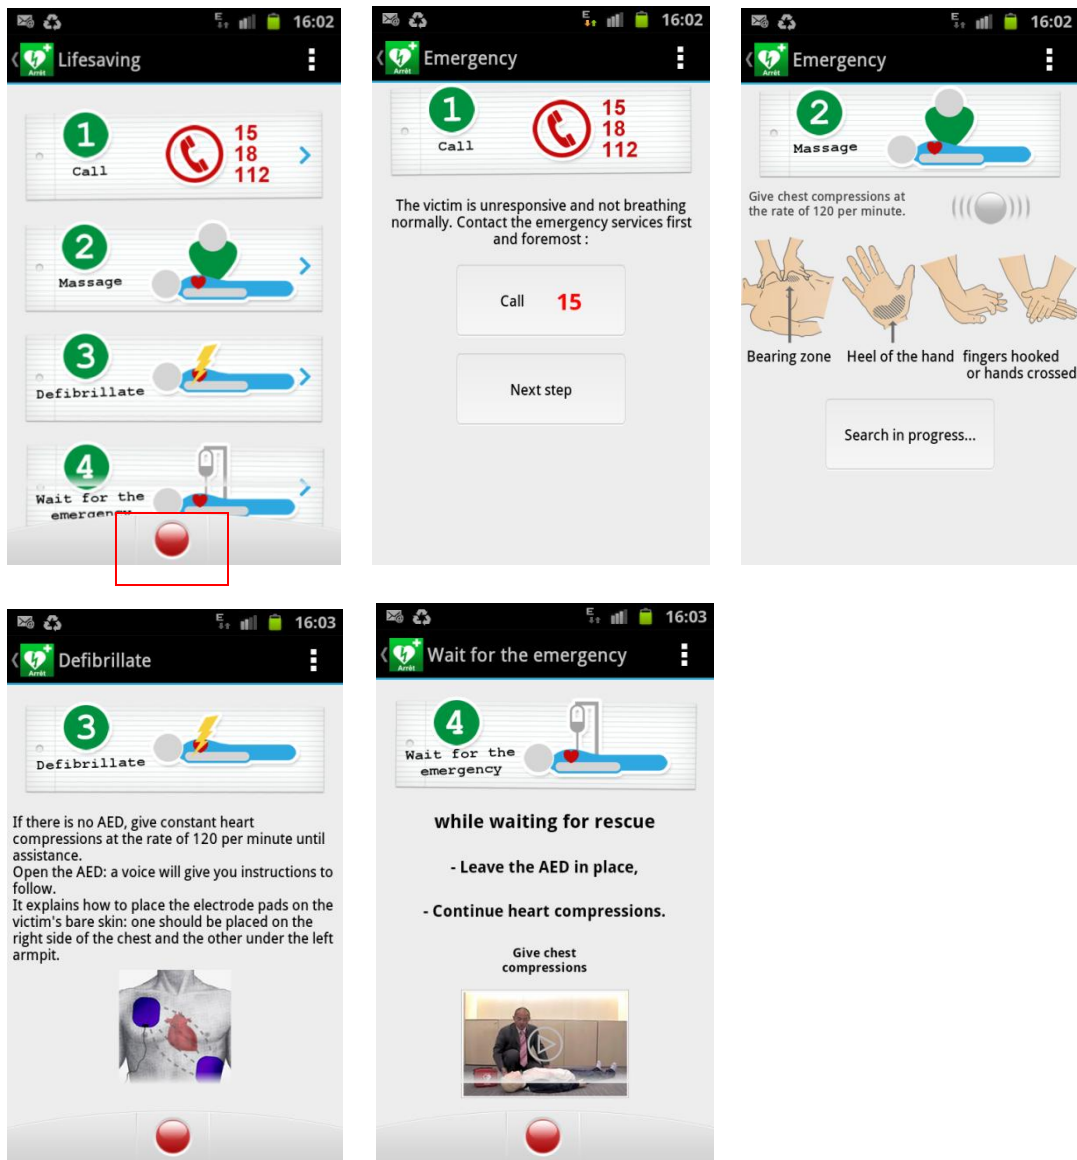 E
16:02
Arrêt
Lifesaving
1
Call
15
18
112
2
Massage
3
Defibrillate
4
Wait for the
emergency
E
16:02
Arrêt
Emergency
1
Call
15
18
112
The victim is unresponsive and not breathing
normally. Contact the emergency services first
and foremost :
Call 15
Next step
E
16:02
Arrêt
Emergency
2
Massage
Give chest compressions at
the rate of 120 per minute.
Bearing zone
Heel of the hand
fingers hooked
or hands crossed
Search in progress...
E
16:03
Arrêt
Defibrillate
3
Defibrillate
If there is no AED, give constant heart
compressions at the rate of 120 per minute until
assistance.
Open the AED: a voice will give you instructions to
follow.
It explains how to place the electrode pads on the
victim's bare skin: one should be placed on the
right side of the chest and the other under the left
armpit.
E
16:03
Arrêt
Wait for the emergency
4
Wait for the
emergency
while waiting for rescue
- Leave the AED in place,
- Continue heart compressions.
Give chest
compressions